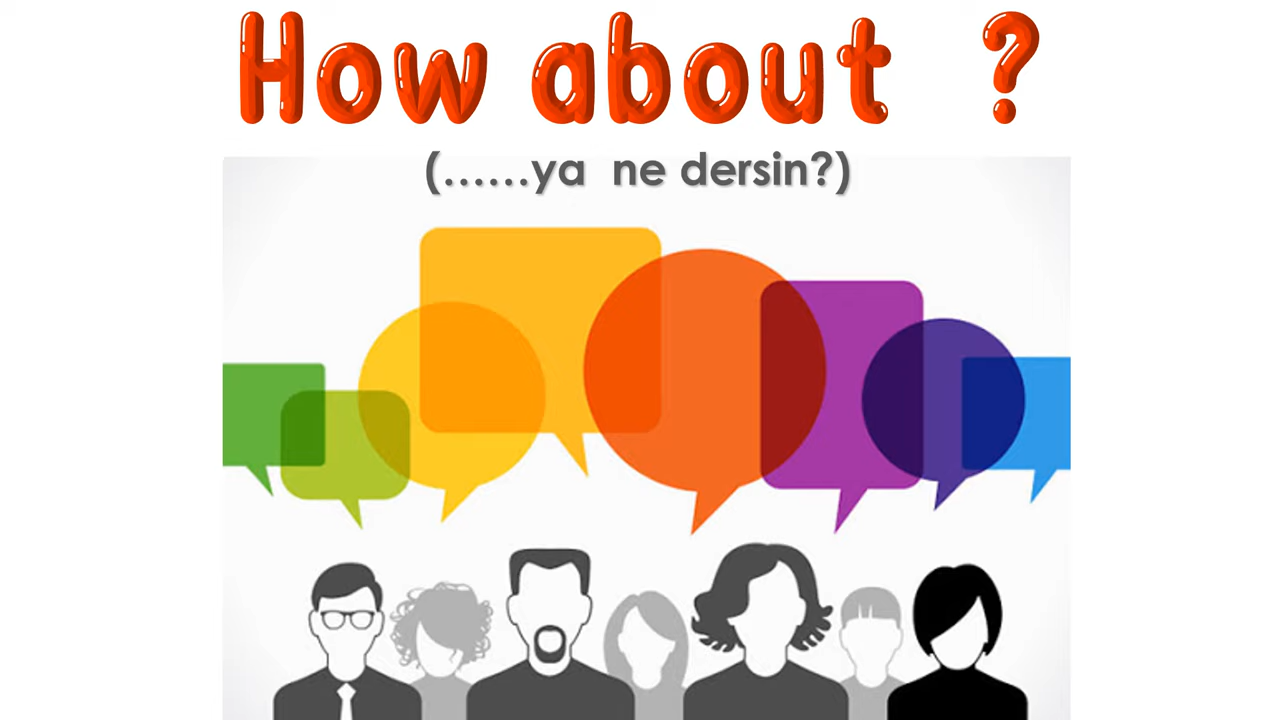 How about ?
(......ya ne dersin?)